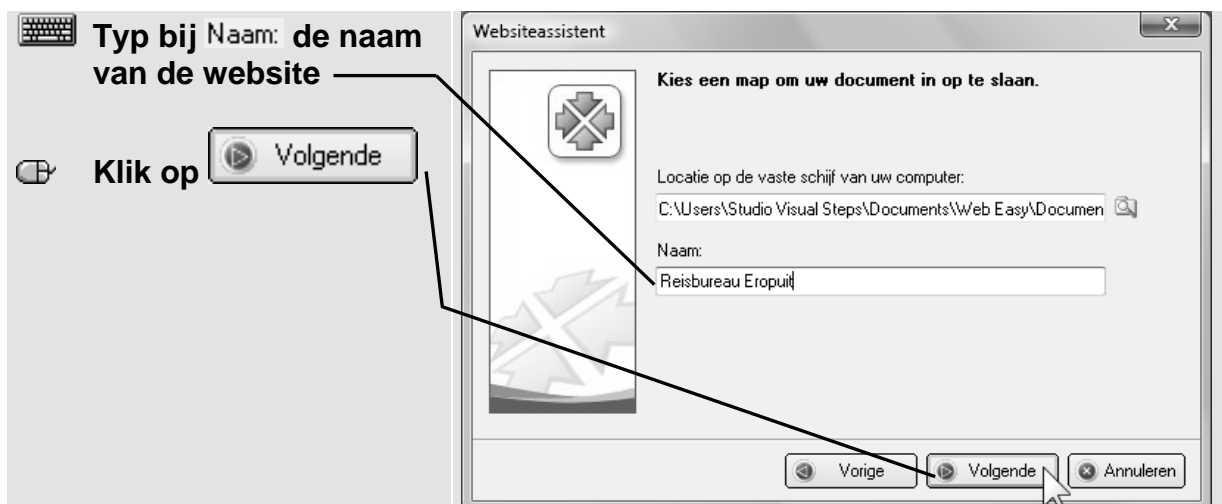 Typ bij Naam: de naam
van de website
Klik op Volgende
Websiteassistent
Kies een map om uw document in op te slaan.
Locatie op de vaste schijf van uw computer:
C:\Users\Studio Visual Steps\Documents\Web Easy\Documen
Naam:
Reisbureau Eropuit
Vorige
Volgende
Annuleren